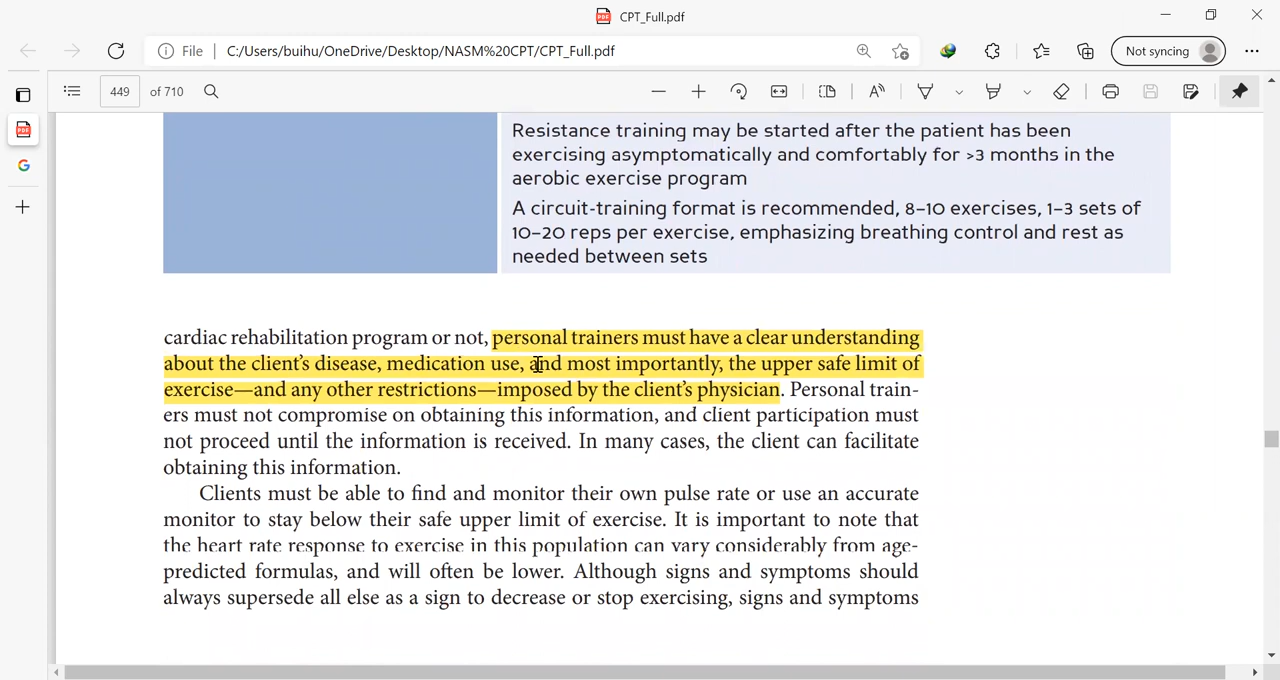 CPT_Full.pdf
File
C:/Users/buihu/OneDrive/Desktop/NASM%20CPT/CPT_Full.pdf
Not syncing
449 of 710
Resistance training may be started after the patient has been
exercising asymptomatically and comfortably for >3 months in the
aerobic exercise program
A circuit-training format is recommended, 8–10 exercises, 1–3 sets of
10–20 reps per exercise, emphasizing breathing control and rest as
needed between sets
cardiac rehabilitation program or not, personal trainers must have a clear understanding
about the client's disease, medication use, and most importantly, the upper safe limit of
exercise—and any other restrictions—imposed by the client's physician. Personal train-
ers must not compromise on obtaining this information, and client participation must
not proceed until the information is received. In many cases, the client can facilitate
obtaining this information.
Clients must be able to find and monitor their own pulse rate or use an accurate
monitor to stay below their safe upper limit of exercise. It is important to note that
the heart rate response to exercise in this population can vary considerably from age-
predicted formulas, and will often be lower. Although signs and symptoms should
always supersede all else as a sign to decrease or stop exercising, signs and symptoms